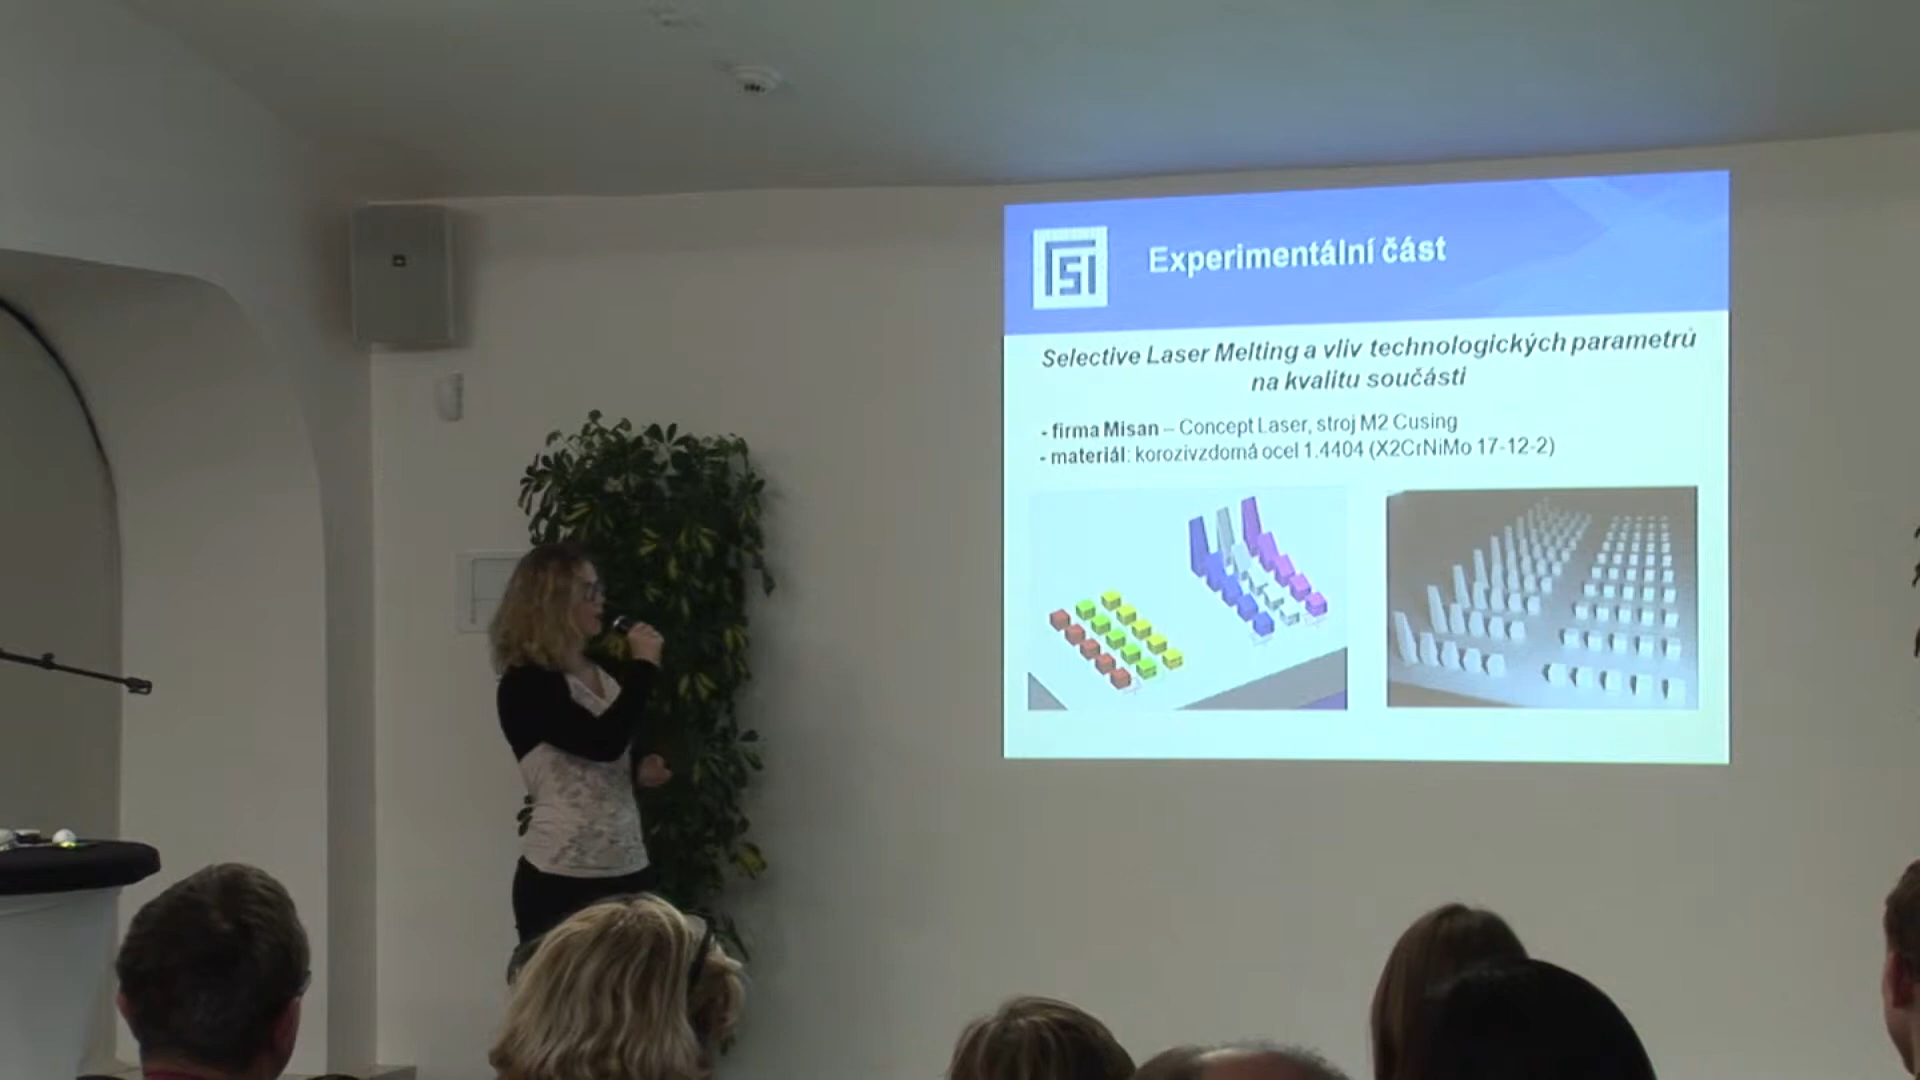 Experimentální část
Selective Laser Melting a vliv technologických parametrů
na kvalitu součásti
- firma Misan – Concept Laser, stroj M2 Cusing
- materiál: korozivzdorná ocel 1.4404 (X2CrNiMo 17-12-2)